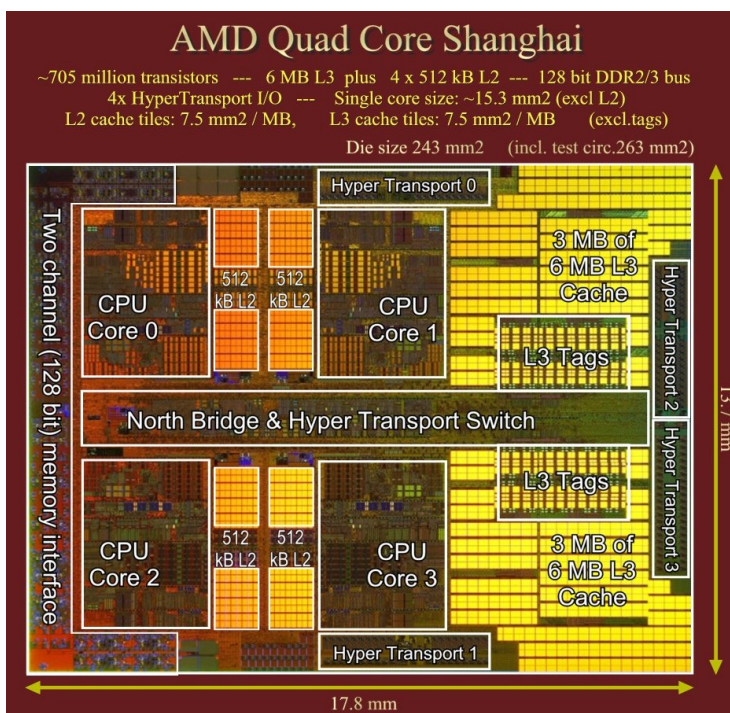 AMD Quad Core Shanghai
~705 million transistors --- 6 MB L3 plus 4 x 512 kB L2 --- 128 bit DDR2/3 bus
4x HyperTransport I/O --- Single core size: ~15.3 mm2 (excl L2)
L2 cache tiles: 7.5 mm2 / MB, L3 cache tiles: 7.5 mm2 / MB (excl.tags)
Die size 243 mm2 (incl. test circ.263 mm2)
Two channel (128 bit) memory interface
Hyper Transport 0
CPU
Core 0
512
kB L2
512
kB L2
CPU
Core 1
3 MB of
6 MB L3
Cache
L3 Tags
Hyper Transport 2
North Bridge & Hyper Transport Switch
13.7 mm
CPU
Core 2
512
kB L2
512
kB L2
CPU
Core 3
L3 Tags
3 MB of
6 MB L3
Cache
Hyper Transport 3
Hyper Transport 1
17.8 mm